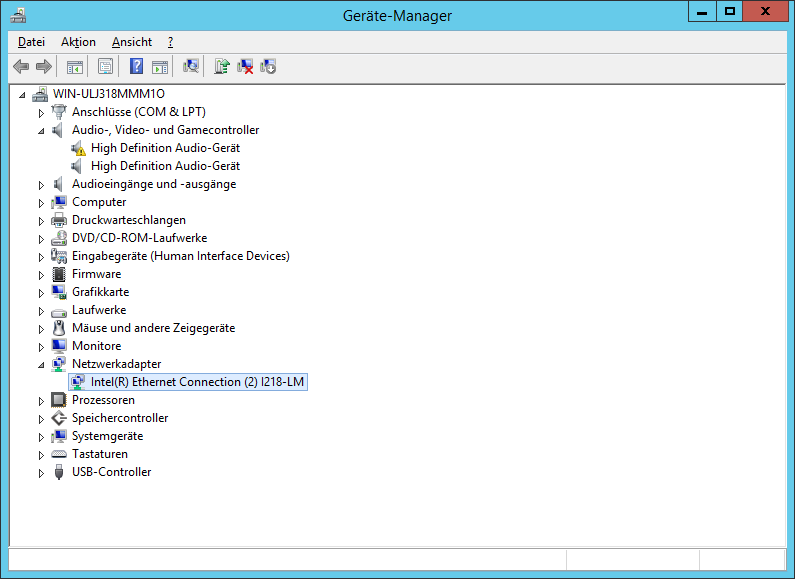 Geräte-Manager
Datei Aktion Ansicht ?
WIN-ULJ318MMM1O
Anschlüsse (COM & LPT)
Audio-, Video- und Gamecontroller
High Definition Audio-Gerät
High Definition Audio-Gerät
Audioeingänge und -ausgänge
Computer
Druckwarteschlangen
DVD/CD-ROM-Laufwerke
Eingabegeräte (Human Interface Devices)
Firmware
Grafikkarte
Laufwerke
Mäuse und andere Zeigegeräte
Monitore
Netzwerkadapter
Intel(R) Ethernet Connection (2) I218-LM
Prozessoren
Speichercontroller
Systemgeräte
Tastaturen
USB-Controller